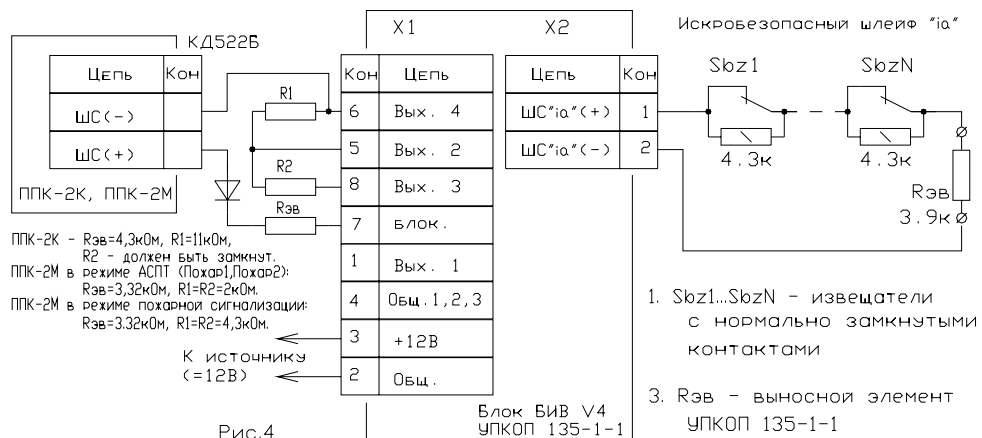 X1
X2
Искробезопасный шлейф "ia"
КД522Б
Цепь Кон
ШС(-)
ШС(+)
ППК-2К, ППК-2М
R1
R2
Rэв
Кон Цепь
6 Вых. 4
5 Вых. 2
8 Вых. 3
7 Блок.
1 Вых. 1
4 Общ.1,2,3
3 +12В
2 Общ.
Цепь Кон
ШС"ia"(+) 1
ШС"ia"(-) 2
Sbz1
SbzN
4.3к
4.3к
Rэв
3.9к
ППК-2К - Rэв=4,3кОм, R1=11кОм,
R2 - должен быть замкнут.
ППК-2М в режиме АСПТ (Пожар1,Пожар2):
Rэв=3,32кОм, R1=R2=2кОм.
ППК-2М в режиме пожарной сигнализации:
Rэв=3.32кОм, R1=R2=4,3кОм.
К источнику
(=12В)
1. Sbz1...SbzN - извещатели
с нормально замкнутыми
контактами
3. Rэв - выносной элемент
УПКОП 135-1-1
Блок БИВ V4
УПКОП 135-1-1
Рис.4